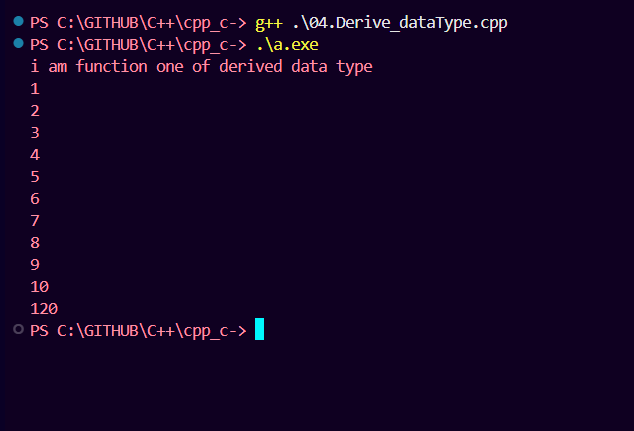 PS C:\GITHUB\C++\cpp_c-> g++ .\04.Derive_dataType.cpp
PS C:\GITHUB\C++\cpp_c-> .\a.exe
i am function one of derived data type
1
2
3
4
5
6
7
8
9
10
120
PS C:\GITHUB\C++\cpp_c->